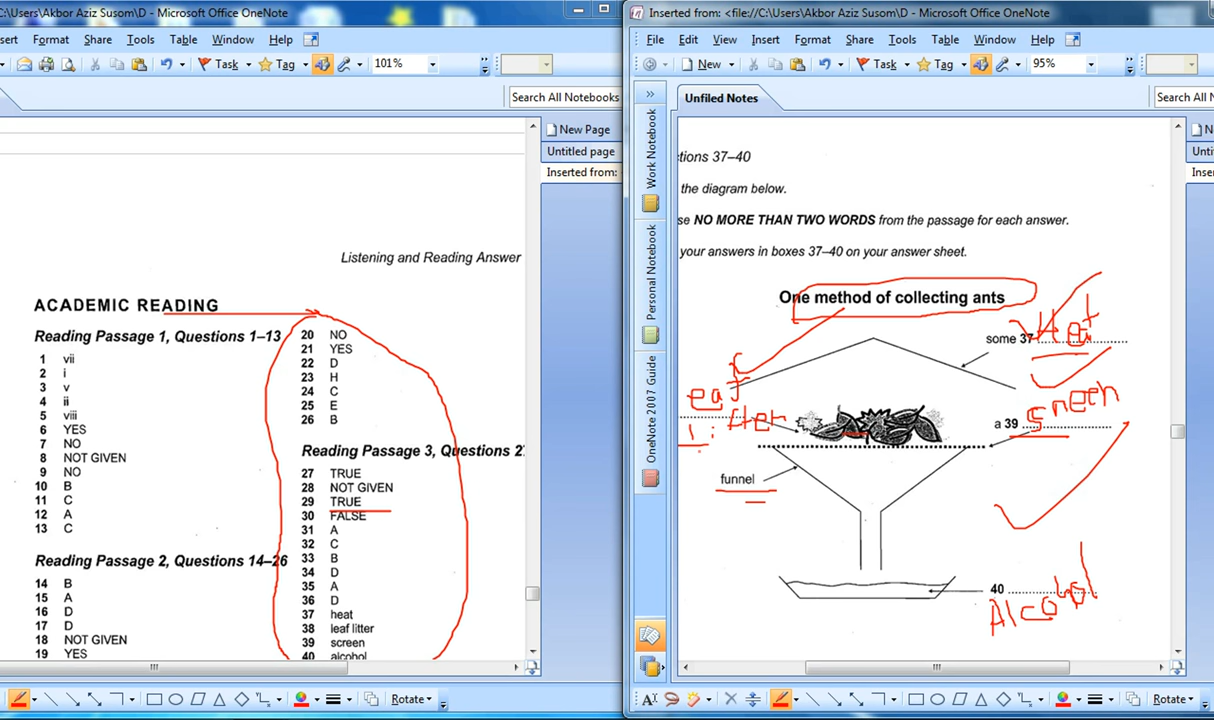 C:\Users\Akbor Aziz Susom\D - Microsoft Office OneNote
sert Format Share Tools Table Window Help
Task Tag 101%
Search All Notebooks
New Page
Untitled page
Inserted from:
Listening and Reading Answer
ACADEMIC READING
Reading Passage 1, Questions 1–13
1 vii
2 i
3 v
4 ii
5 viii
6 YES
7 NO
8 NOT GIVEN
9 NO
10 B
11 C
12 A
13 C
Reading Passage 2, Questions 14–26
14 B
15 A
16 D
17 D
18 NOT GIVEN
19 YES
20 NO
21 YES
22 D
23 H
24 C
25 E
26 B
Reading Passage 3, Questions 27
27 TRUE
28 NOT GIVEN
29 TRUE
30 FALSE
31 A
32 C
33 B
34 D
35 A
36 D
37 heat
38 leaf litter
39 screen
40 alcohol
Rotate
Inserted from: <file://C:\Users\Akbor Aziz Susom\D - Microsoft Office OneNote
File Edit View Insert Format Share Tools Table Window Help
New Task Tag 95%
Unfiled Notes
Search All
Work Notebook
Personal Notebook
OneNote 2007 Guide
N
Unti
Inser
ctions 37–40
the diagram below.
se NO MORE THAN TWO WORDS from the passage for each answer.
your answers in boxes 37–40 on your answer sheet.
One method of collecting ants
some 37 Heat
eaf
litter
a 39
funnel
40
Alcohol
Rotate